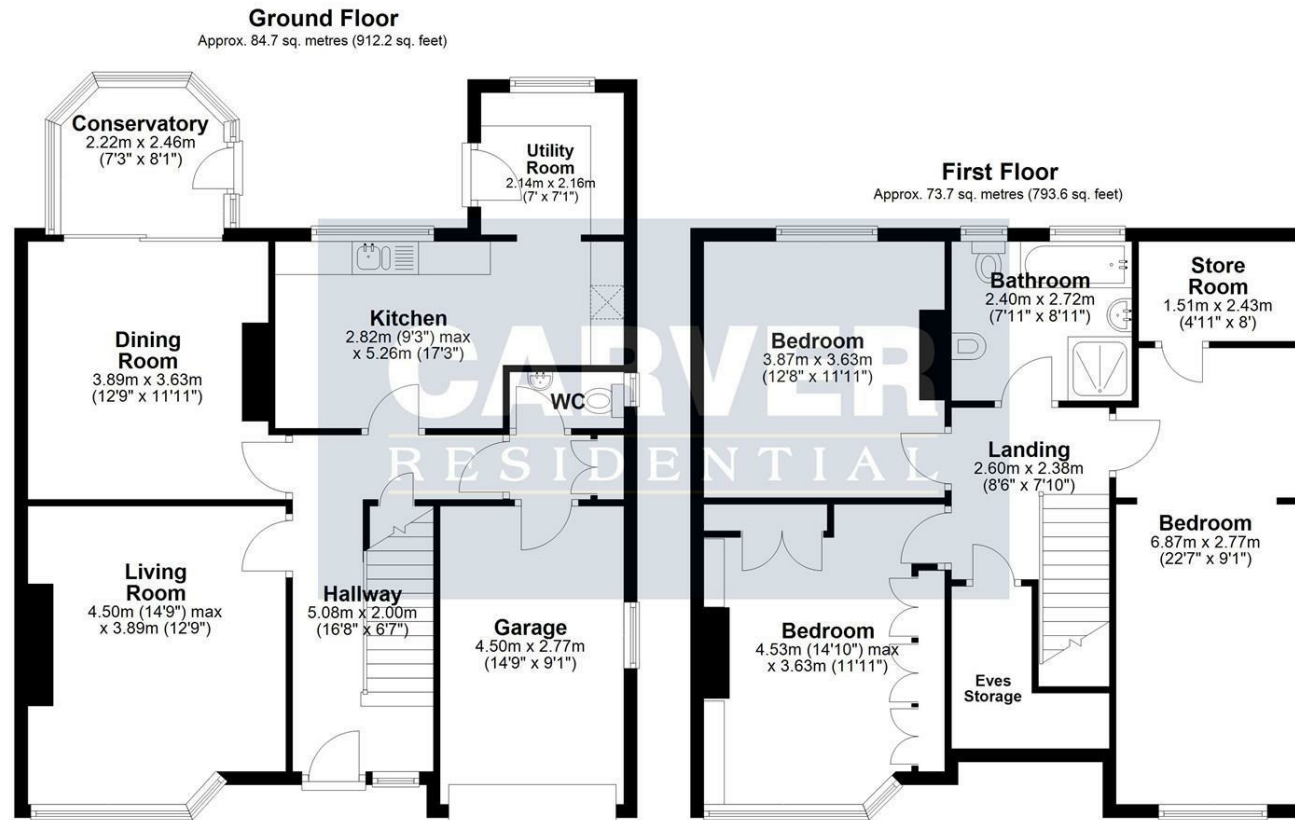 Ground Floor
Approx. 84.7 sq. metres (912.2 sq. feet)
Conservatory
2.22m x 2.46m
(7'3" x 8'1")
Utility
Room
2.14m x 2.16m
(7' x 7'1")
Dining
Room
3.89m x 3.63m
(12'9" x 11'11")
Kitchen
2.82m (9'3") max
x 5.26m (17'3")
WC
Living
Room
4.50m (14'9") max
x 3.89m (12'9")
Hallway
5.08m x 2.00m
(16'8" x 6'7")
Garage
4.50m x 2.77m
(14'9" x 9'1")
First Floor
Approx. 73.7 sq. metres (793.6 sq. feet)
Bedroom
3.87m x 3.63m
(12'8" x 11'11")
Bathroom
2.40m x 2.72m
(7'11" x 8'11")
Store
Room
1.51m x 2.43m
(4'11" x 8')
Landing
2.60m x 2.38m
(8'6" x 7'10")
Bedroom
6.87m x 2.77m
(22'7" x 9'1")
Bedroom
4.53m (14'10") max
x 3.63m (11'11")
Eves
Storage
CARVER
RESIDENTIAL